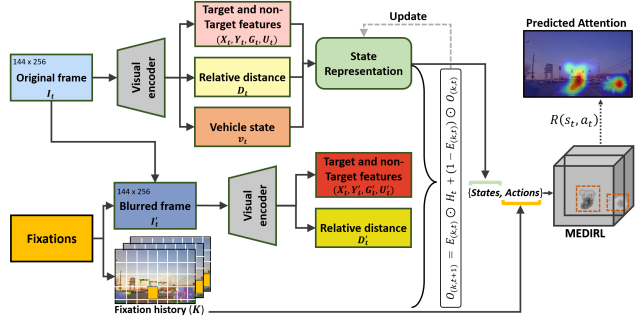 Target and non-
Target features
(X_t, Y_t, G_t, U_t)
Update
Predicted Attention
144 x 256
Original frame
I_t
Visual
encoder
Relative distance
D_t
State
Representation
Vehicle state
v_t
O_(k,t+1) = E_(k,t) ⊙ H_t + (1 − E_(k,t)) ⊙ O_(k,t)
R(s_t, a_t)
144 x 256
Blurred frame
I'_t
Visual
encoder
Target and non-
Target features
(X'_t, Y'_t, G'_t, U'_t)
{States, Actions}
MEDIRL
Fixations
Relative distance
D'_t
Fixation history (K)